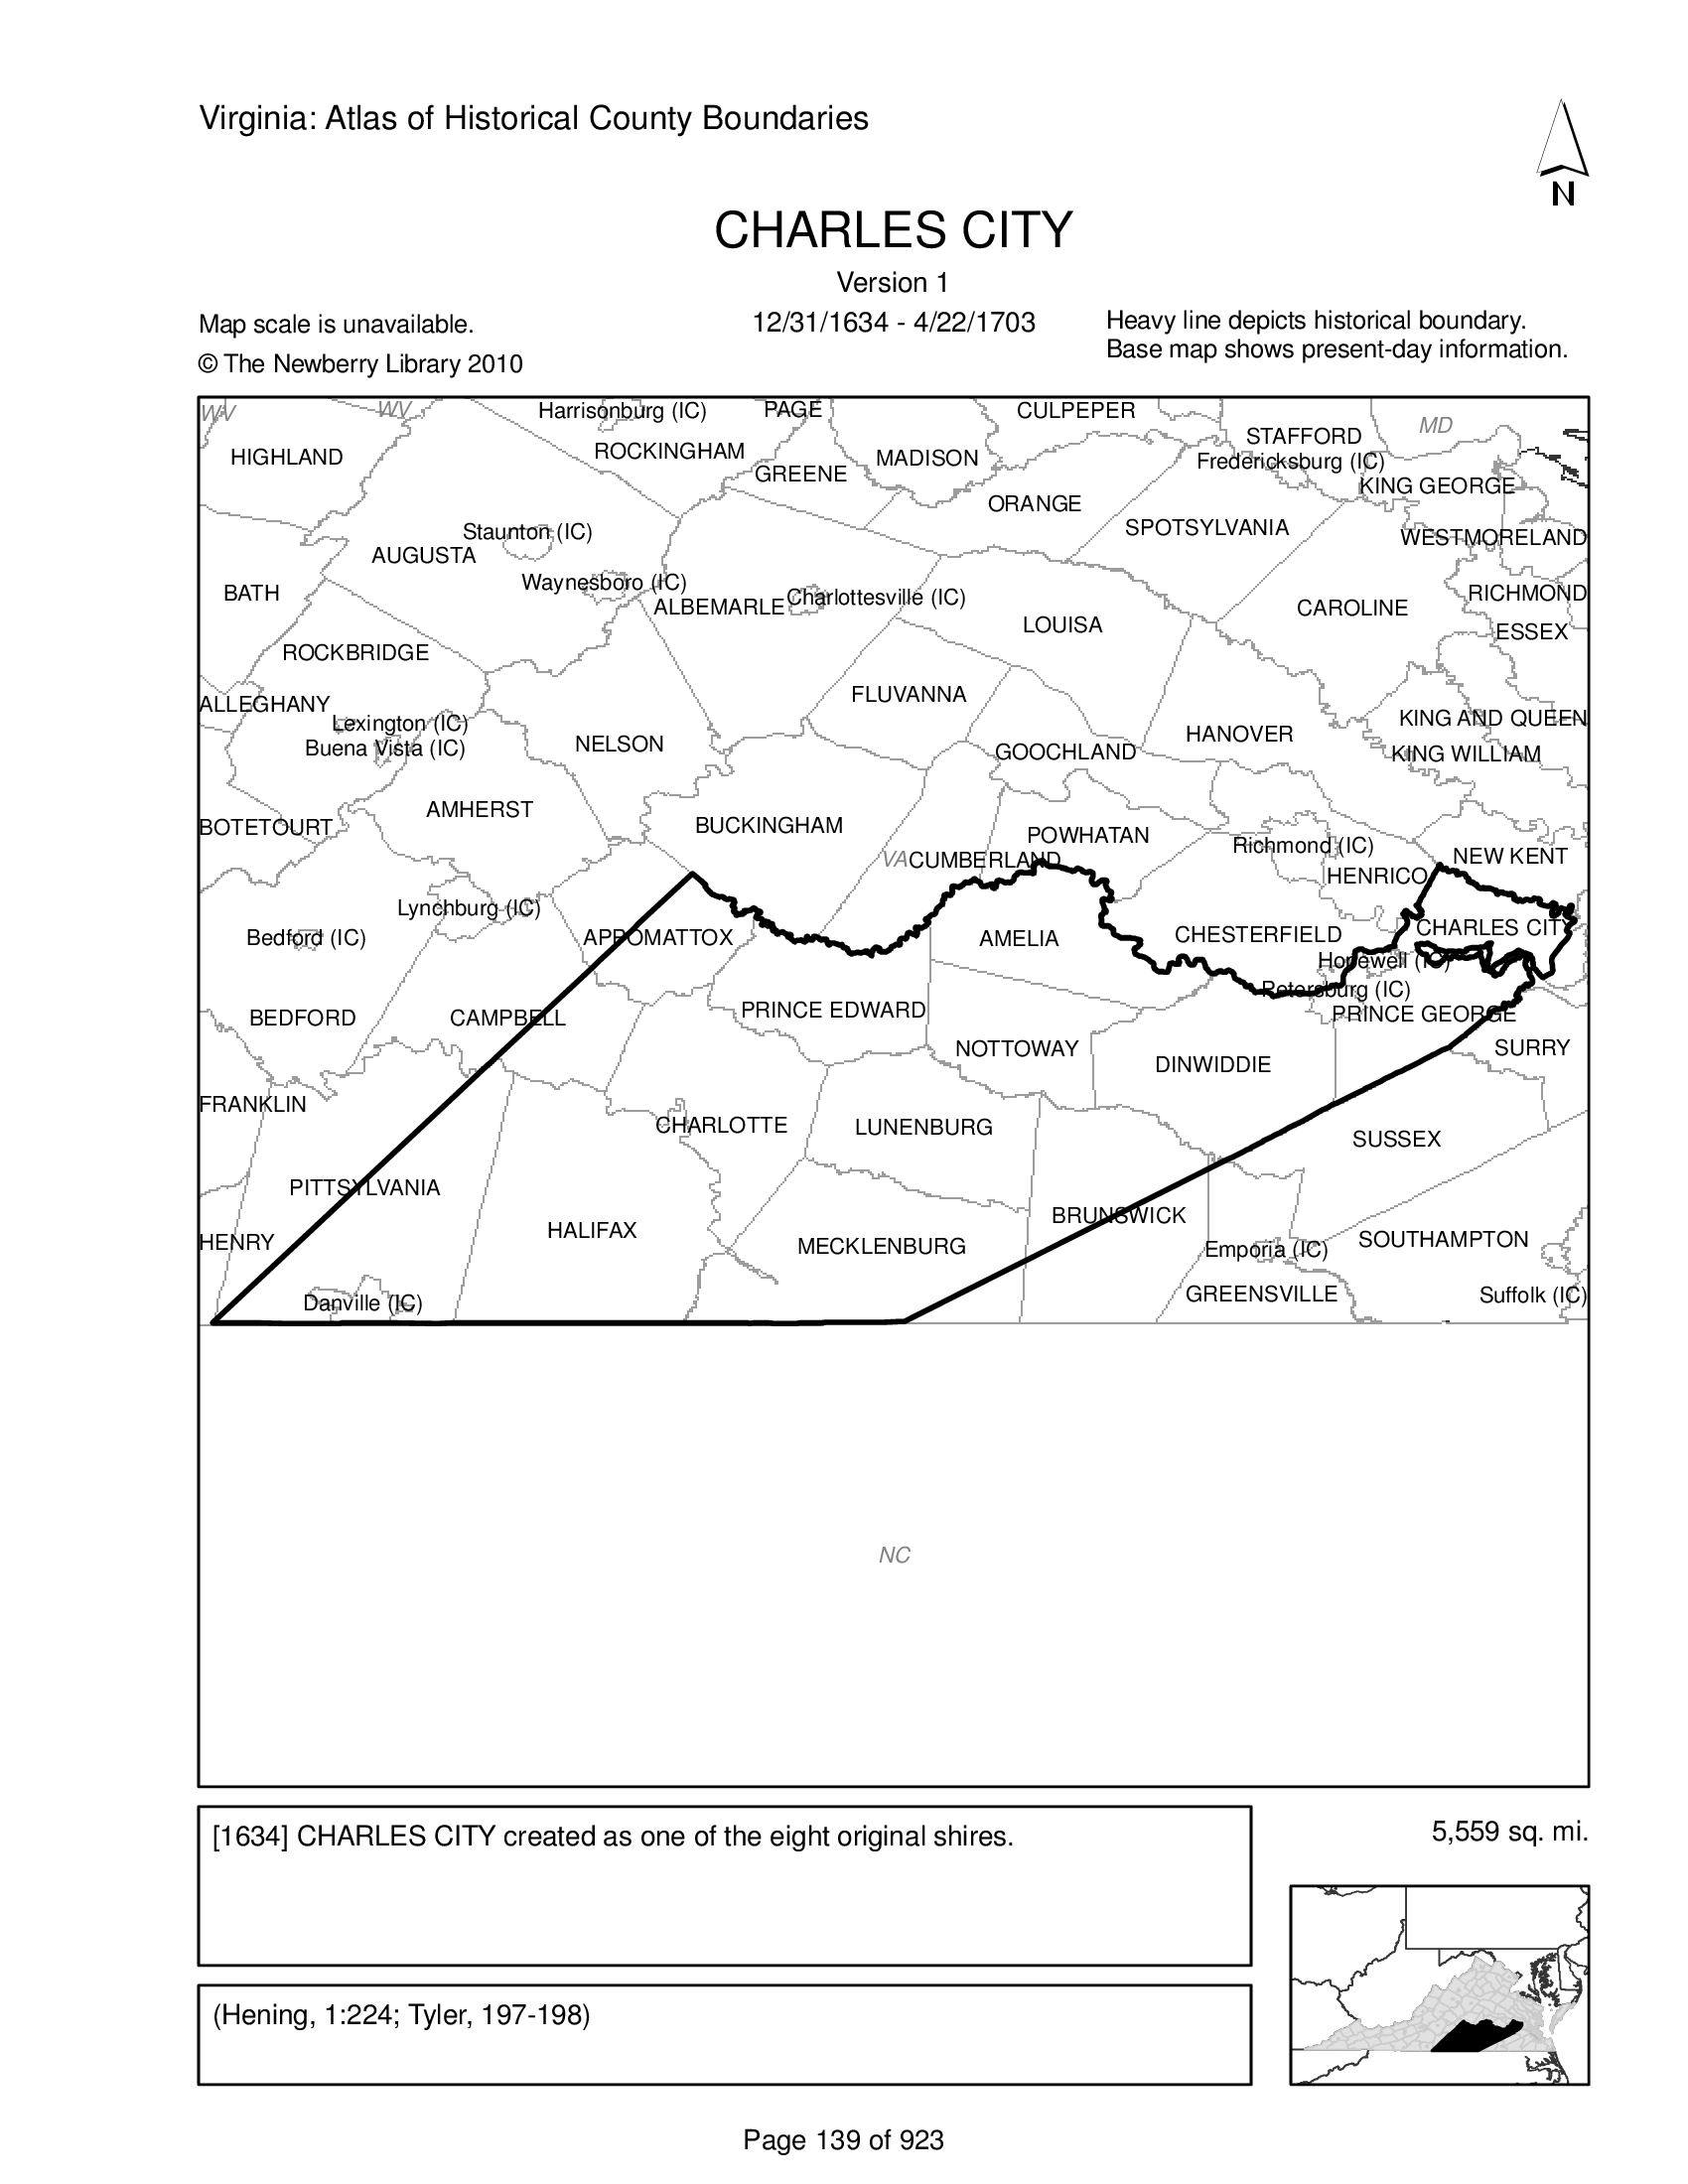 Virginia: Atlas of Historical County Boundaries
N
CHARLES CITY
Version 1
Map scale is unavailable.
12/31/1634 - 4/22/1703
Heavy line depicts historical boundary.
Base map shows present-day information.
© The Newberry Library 2010
WV
WV
Harrisonburg (IC)
PAGE
CULPEPER
MD
STAFFORD
HIGHLAND
ROCKINGHAM
GREENE
MADISON
Fredericksburg (IC)
KING GEORGE
ORANGE
SPOTSYLVANIA
Staunton (IC)
WESTMORELAND
AUGUSTA
Waynesboro (IC)
BATH
ALBEMARLE
Charlottesville (IC)
CAROLINE
RICHMOND
LOUISA
ESSEX
ROCKBRIDGE
FLUVANNA
ALLEGHANY
Lexington (IC)
KING AND QUEEN
Buena Vista (IC)
NELSON
GOOCHLAND
HANOVER
KING WILLIAM
AMHERST
BOTETOURT
BUCKINGHAM
POWHATAN
Richmond (IC)
VA
CUMBERLAND
NEW KENT
HENRICO
Lynchburg (IC)
CHARLES CITY
Bedford (IC)
APPOMATTOX
AMELIA
CHESTERFIELD
Hopewell (IC)
Petersburg (IC)
PRINCE EDWARD
PRINCE GEORGE
BEDFORD
CAMPBELL
NOTTOWAY
SURRY
DINWIDDIE
FRANKLIN
CHARLOTTE
LUNENBURG
SUSSEX
PITTSYLVANIA
BRUNSWICK
HALIFAX
HENRY
MECKLENBURG
SOUTHAMPTON
Emporia (IC)
GREENSVILLE
Suffolk (IC)
Danville (IC)
NC
[1634] CHARLES CITY created as one of the eight original shires.
5,559 sq. mi.
(Hening, 1:224; Tyler, 197-198)
Page 139 of 923